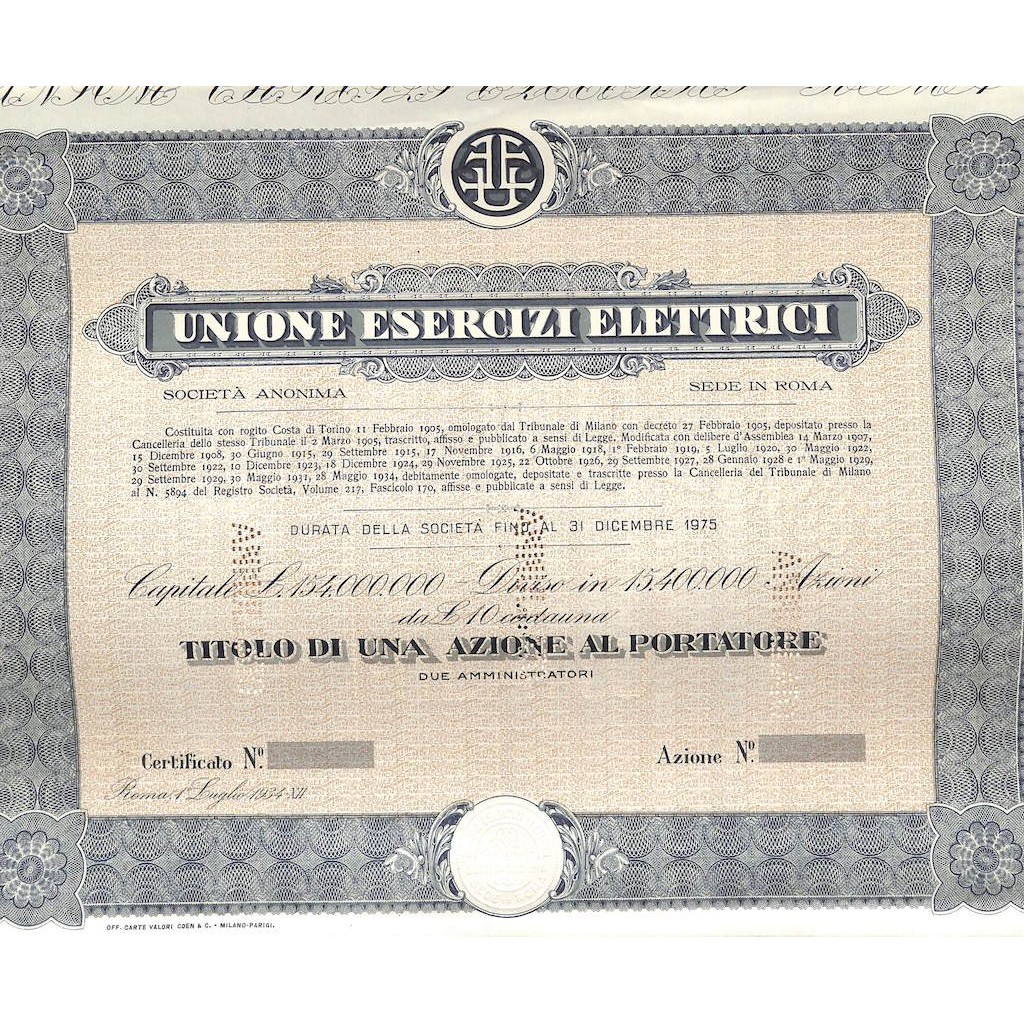 UNIONE ESERCIZI ELETTRICI
SOCIETÀ ANONIMA
SEDE IN ROMA
Costituita con rogito Costa di Torino 11 Febbraio 1905, omologato dal Tribunale di Milano con decreto 27 Febbraio 1905, depositato presso la
Cancelleria dello stesso Tribunale il 2 Marzo 1905, trascritto, affisso e pubblicato a sensi di Legge. Modificata con delibere d'Assemblea 14 Marzo 1907,
15 Dicembre 1908, 30 Giugno 1915, 29 Settembre 1915, 17 Novembre 1916, 6 Maggio 1918, 1º Febbraio 1919, 5 Luglio 1920, 30 Maggio 1922,
30 Settembre 1922, 10 Dicembre 1923, 18 Dicembre 1924, 29 Novembre 1925, 22 Ottobre 1926, 29 Settembre 1927, 28 Gennaio 1928 e 1º Maggio 1929,
29 Settembre 1929, 30 Maggio 1931, 28 Maggio 1934, debitamente omologate, depositate e trascritte presso la Cancelleria del Tribunale di Milano
al N. 5894 del Registro Società, Volume 217, Fascicolo 170, affisse e pubblicate a sensi di Legge.
DURATA DELLA SOCIETÀ FINO AL 31 DICEMBRE 1975
Capitale £. 154.000.000 - Diviso in 15.400.000 Azioni
da £ 10 cadauna
TITOLO DI UNA AZIONE AL PORTATORE
DUE AMMINISTRATORI
Certificato Nº.
Azione Nº.
Roma, 1 Luglio 1934-XII
OFF. CARTE VALORI COEN & C. - MILANO-PARIGI.